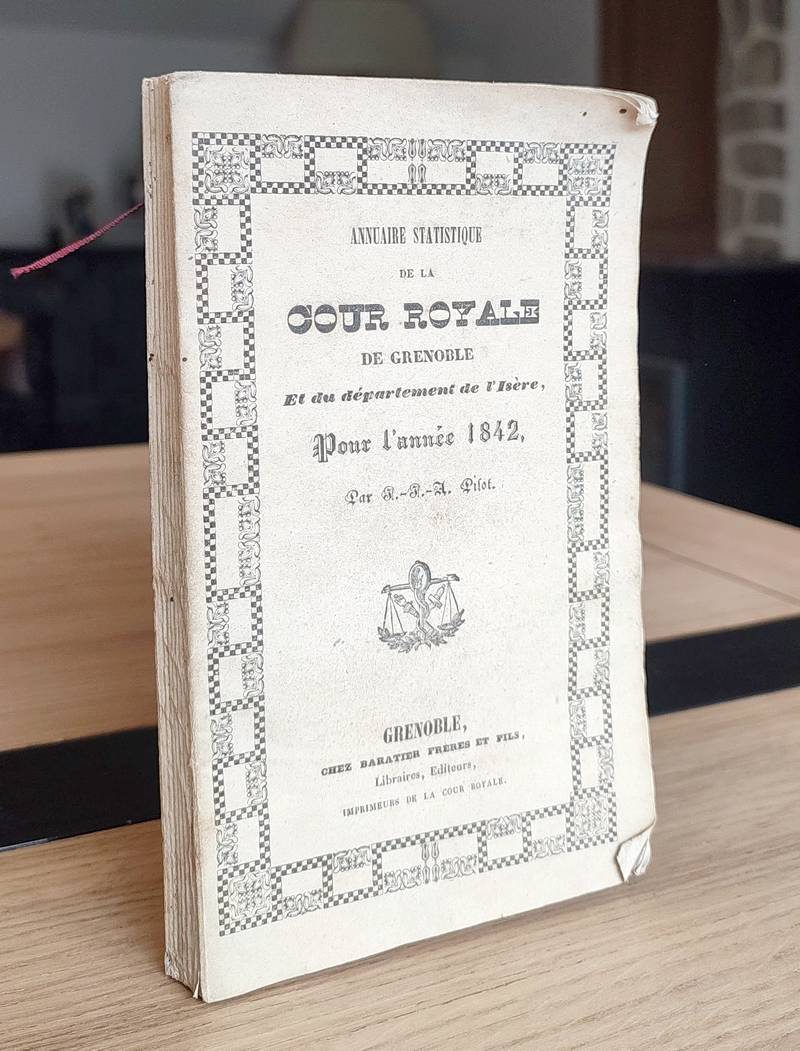 ANNUAIRE STATISTIQUE
DE LA
COUR ROYALE
DE GRENOBLE
Et du département de l'Isère,
Pour l'année 1842,
Par J.-J.-A. Pilot.
GRENOBLE,
CHEZ BARATIER FRÈRES ET FILS,
Libraires, Editeurs,
IMPRIMEURS DE LA COUR ROYALE.